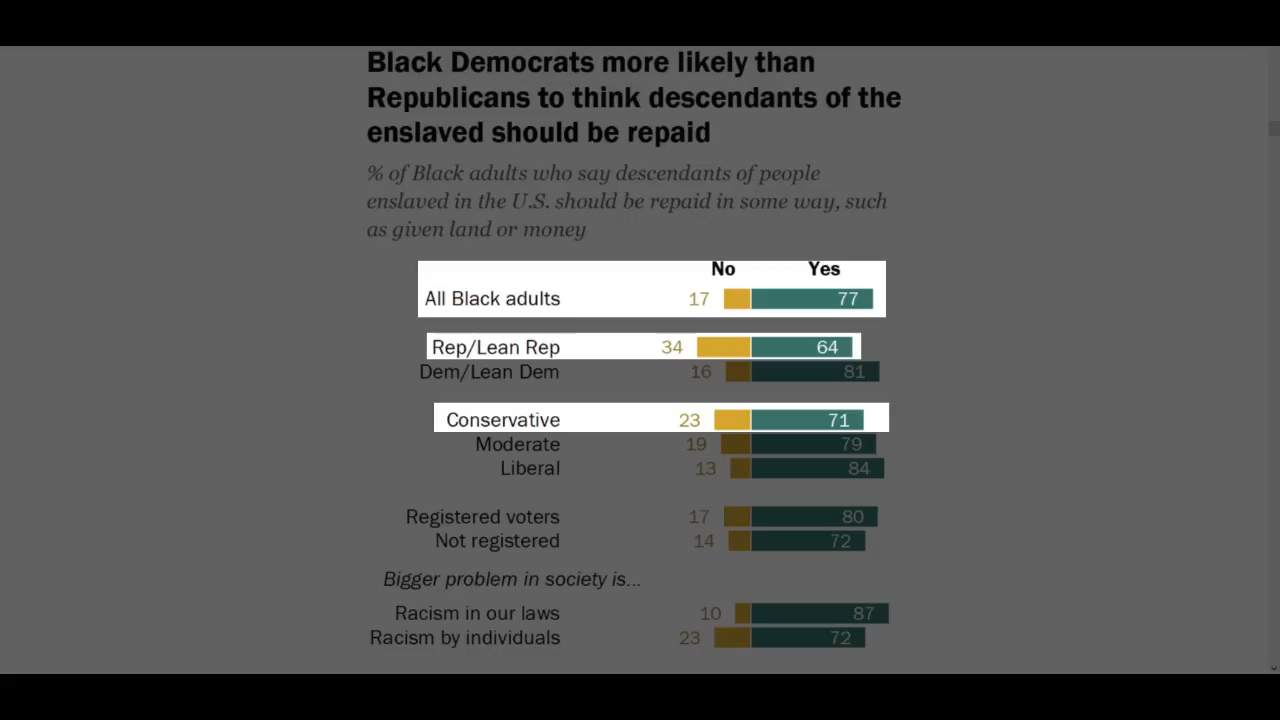 Black Democrats more likely than
Republicans to think descendants of the
enslaved should be repaid
% of Black adults who say descendants of people
enslaved in the U.S. should be repaid in some way, such
as given land or money
No Yes
All Black adults 17 77
Rep/Lean Rep 34 64
Dem/Lean Dem 16 81
Conservative 23 71
Moderate 19 79
Liberal 13 84
Registered voters 17 80
Not registered 14 72
Bigger problem in society is...
Racism in our laws 10 87
Racism by individuals 23 72